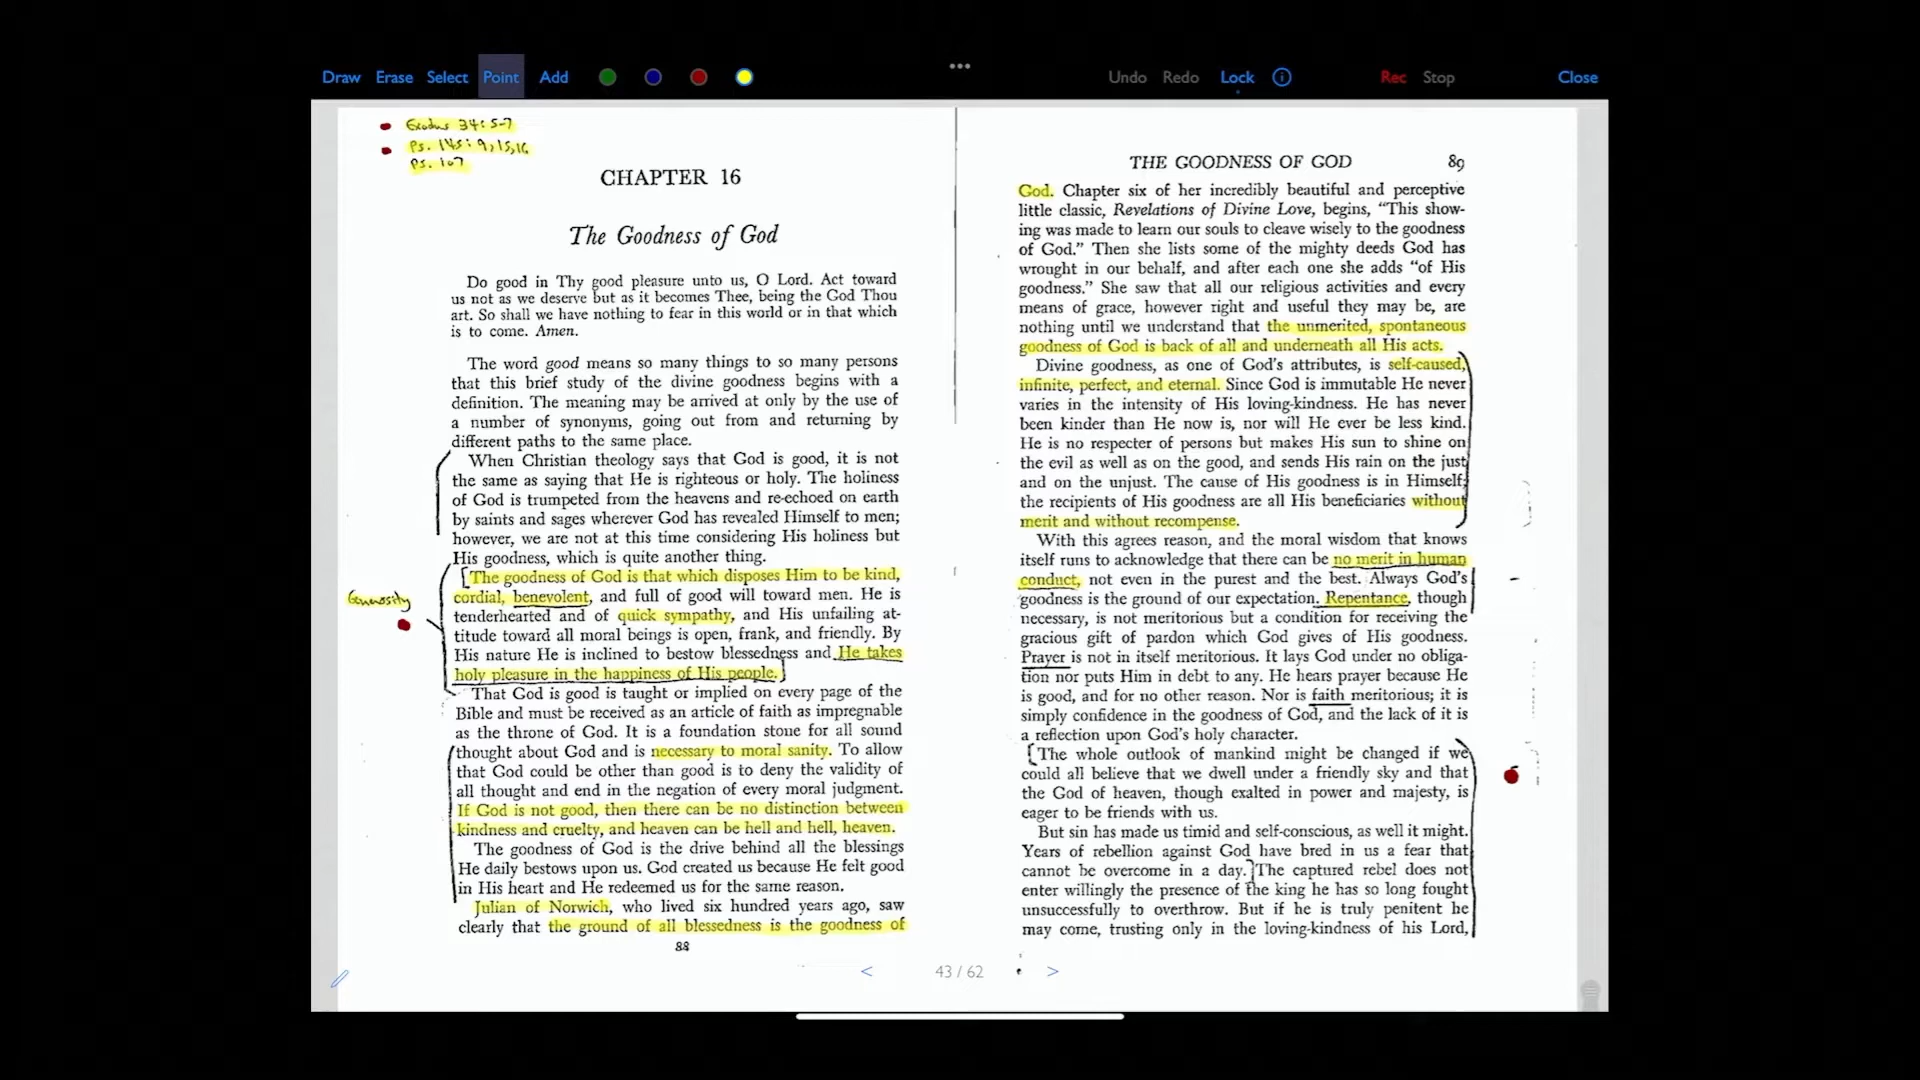 Draw Erase Select Point Add ••• Undo Redo Lock Rec Stop Close
Exodus 34:5-7
Ps. 145:9,15,16
Ps. 107
CHAPTER 16
The Goodness of God
Do good in Thy good pleasure unto us, O Lord. Act toward
us not as we deserve but as it becomes Thee, being the God Thou
art. So shall we have nothing to fear in this world or in that which
is to come. Amen.
The word good means so many things to so many persons
that this brief study of the divine goodness begins with a
definition. The meaning may be arrived at only by the use of
a number of synonyms, going out from and returning by
different paths to the same place.
When Christian theology says that God is good, it is not
the same as saying that He is righteous or holy. The holiness
of God is trumpeted from the heavens and re-echoed on earth
by saints and sages wherever God has revealed Himself to men;
however, we are not at this time considering His holiness but
His goodness, which is quite another thing.
[The goodness of God is that which disposes Him to be kind,
cordial, benevolent, and full of good will toward men. He is
Generosity
tenderhearted and of quick sympathy, and His unfailing at-
titude toward all moral beings is open, frank, and friendly. By
His nature He is inclined to bestow blessedness and He takes
holy pleasure in the happiness of His people.]
That God is good is taught or implied on every page of the
Bible and must be received as an article of faith as impregnable
as the throne of God. It is a foundation stone for all sound
thought about God and is necessary to moral sanity. To allow
that God could be other than good is to deny the validity of
all thought and end in the negation of every moral judgment.
If God is not good, then there can be no distinction between
kindness and cruelty, and heaven can be hell and hell, heaven.
The goodness of God is the drive behind all the blessings
He daily bestows upon us. God created us because He felt good
in His heart and He redeemed us for the same reason.
Julian of Norwich, who lived six hundred years ago, saw
clearly that the ground of all blessedness is the goodness of
88
THE GOODNESS OF GOD 89
God. Chapter six of her incredibly beautiful and perceptive
little classic, Revelations of Divine Love, begins, “This show-
ing was made to learn our souls to cleave wisely to the goodness
of God.” Then she lists some of the mighty deeds God has
wrought in our behalf, and after each one she adds “of His
goodness.” She saw that all our religious activities and every
means of grace, however right and useful they may be, are
nothing until we understand that the unmerited, spontaneous
goodness of God is back of all and underneath all His acts.
Divine goodness, as one of God’s attributes, is self-caused,
infinite, perfect, and eternal. Since God is immutable He never
varies in the intensity of His loving-kindness. He has never
been kinder than He now is, nor will He ever be less kind.
He is no respecter of persons but makes His sun to shine on
the evil as well as on the good, and sends His rain on the just
and on the unjust. The cause of His goodness is in Himself;
the recipients of His goodness are all His beneficiaries without
merit and without recompense.
With this agrees reason, and the moral wisdom that knows
itself runs to acknowledge that there can be no merit in human
conduct, not even in the purest and the best. Always God’s
goodness is the ground of our expectation. Repentance, though
necessary, is not meritorious but a condition for receiving the
gracious gift of pardon which God gives of His goodness.
Prayer is not in itself meritorious. It lays God under no obliga-
tion nor puts Him in debt to any. He hears prayer because He
is good, and for no other reason. Nor is faith meritorious; it is
simply confidence in the goodness of God, and the lack of it is
a reflection upon God’s holy character.
[The whole outlook of mankind might be changed if we
could all believe that we dwell under a friendly sky and that
the God of heaven, though exalted in power and majesty, is
eager to be friends with us.
But sin has made us timid and self-conscious, as well it might.
Years of rebellion against God have bred in us a fear that
cannot be overcome in a day.] The captured rebel does not
enter willingly the presence of the king he has so long fought
unsuccessfully to overthrow. But if he is truly penitent he
may come, trusting only in the loving-kindness of his Lord,
< 43 / 62 >